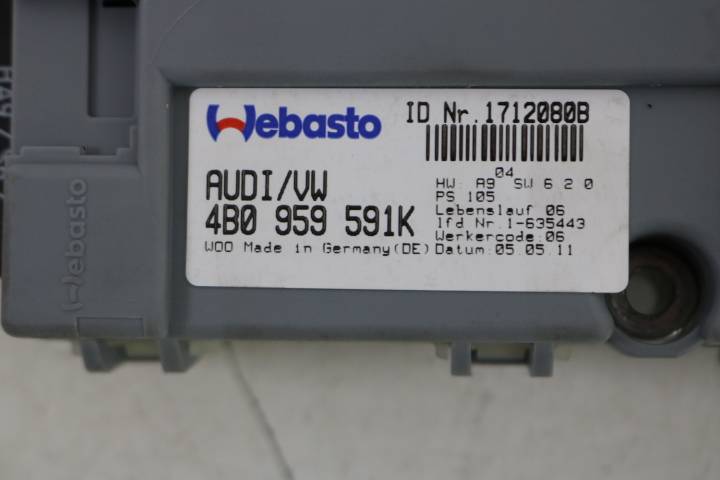 Webasto
ID Nr.1712080B
AUDI/VW
4B0 959 591K
W00 Made in Germany(DE)
04
HW: A9 SW 6 2 0
PS 105
Lebenslauf 06
lfd Nr.1-635443
Werkercode:06
Datum:05.05.11
Webasto